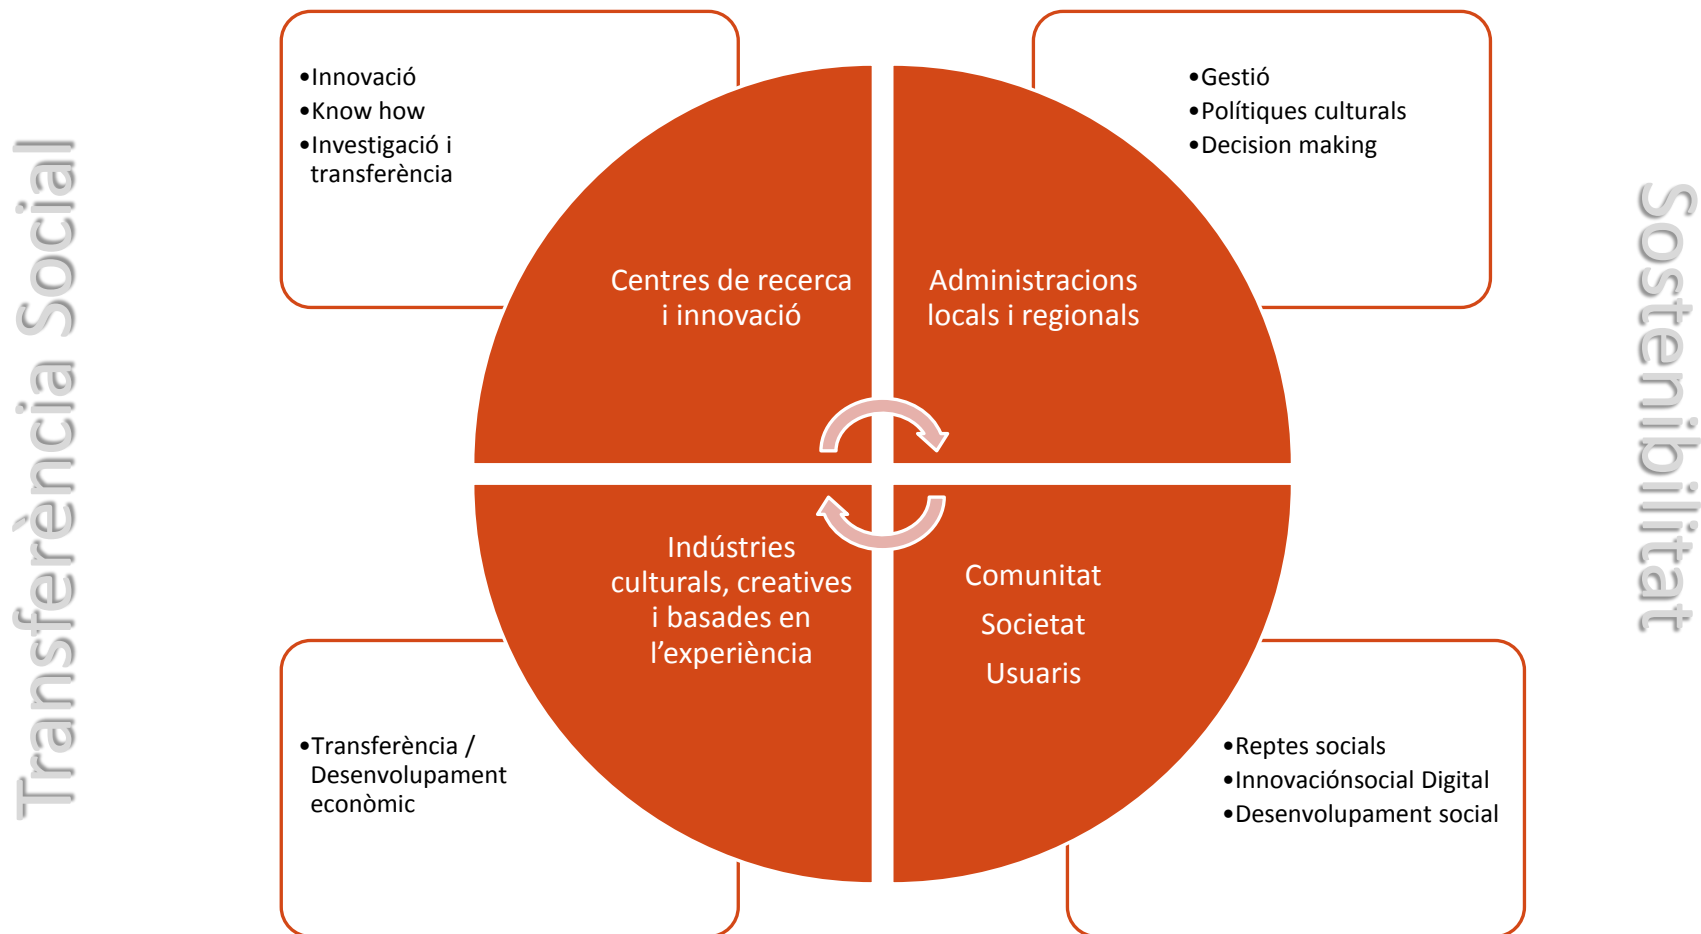 Transferència Social
•Innovació
•Know how
•Investigació i
transferència
Centres de recerca
i innovació
•Gestió
•Polítiques culturals
•Decision making
Administracions
locals i regionals
Indústries
culturals, creatives
i basades en
l’experiència
•Transferència /
Desenvolupament
econòmic
Comunitat
Societat
Usuaris
•Reptes socials
•Innovaciónsocial Digital
•Desenvolupament social
Sostenibilitat